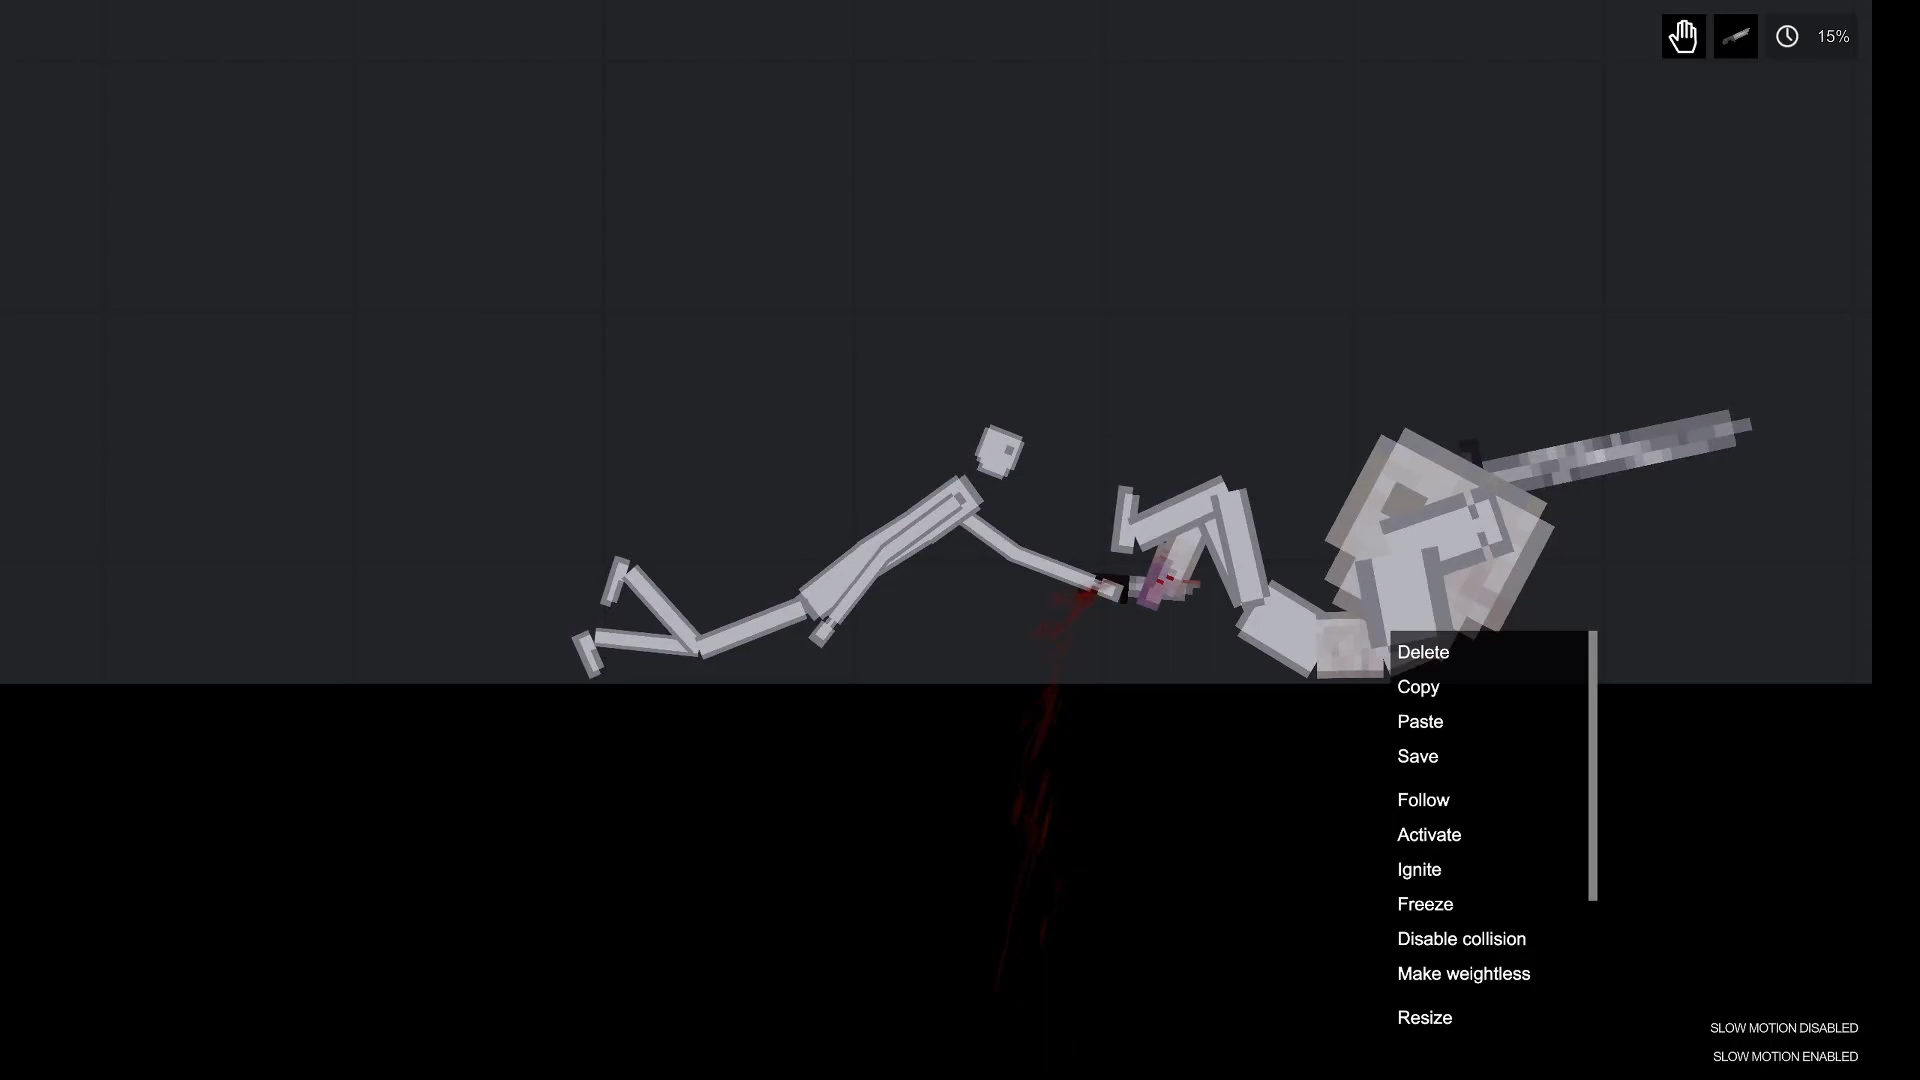 15%
Delete
Copy
Paste
Save
Follow
Activate
Ignite
Freeze
Disable collision
Make weightless
Resize
SLOW MOTION DISABLED
SLOW MOTION ENABLED